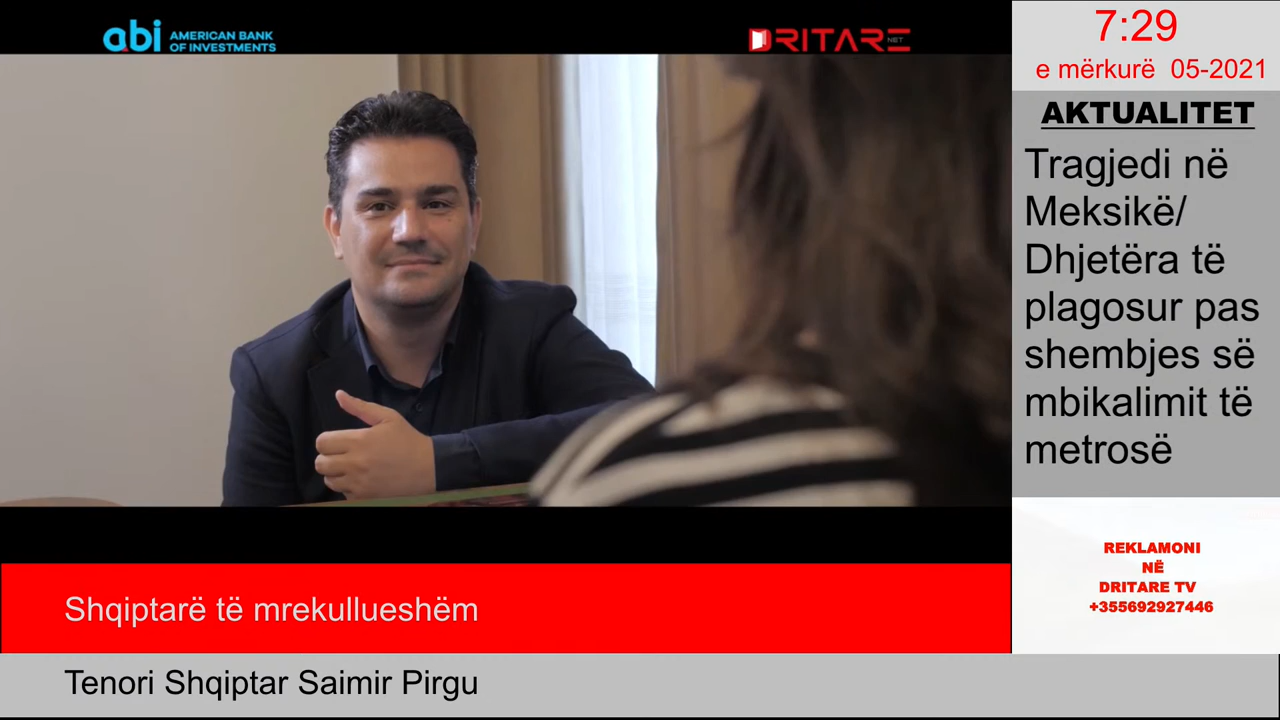 abi AMERICAN BANK
OF INVESTMENTS
DRITARE
NET
7:29
e mërkurë 05-2021
AKTUALITET
Tragjedi në
Meksikë/
Dhjetëra të
plagosur pas
shembjes së
mbikalimit të
metrosë
REKLAMONI
NË
DRITARE TV
+355692927446
Shqiptarë të mrekullueshëm
Tenori Shqiptar Saimir Pirgu